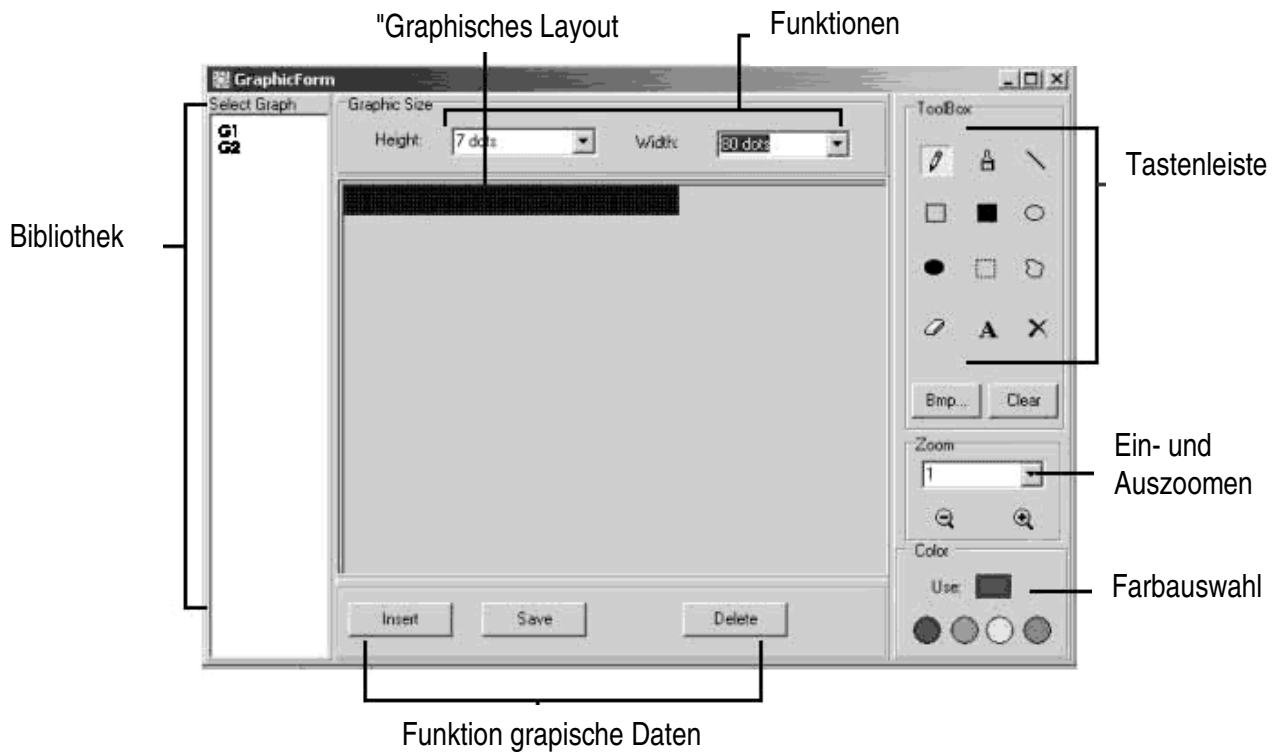 "Graphisches Layout
Funktionen
GraphicForm
Select Graph
G1
G2
Graphic Size
Height: 7 dots Width: 80 dots
ToolBox
A
Bmp... Clear
Tastenleiste
Bibliothek
Zoom
1
Ein- und
Auszoomen
Color
Use:
Farbauswahl
Insert Save Delete
Funktion grapische Daten